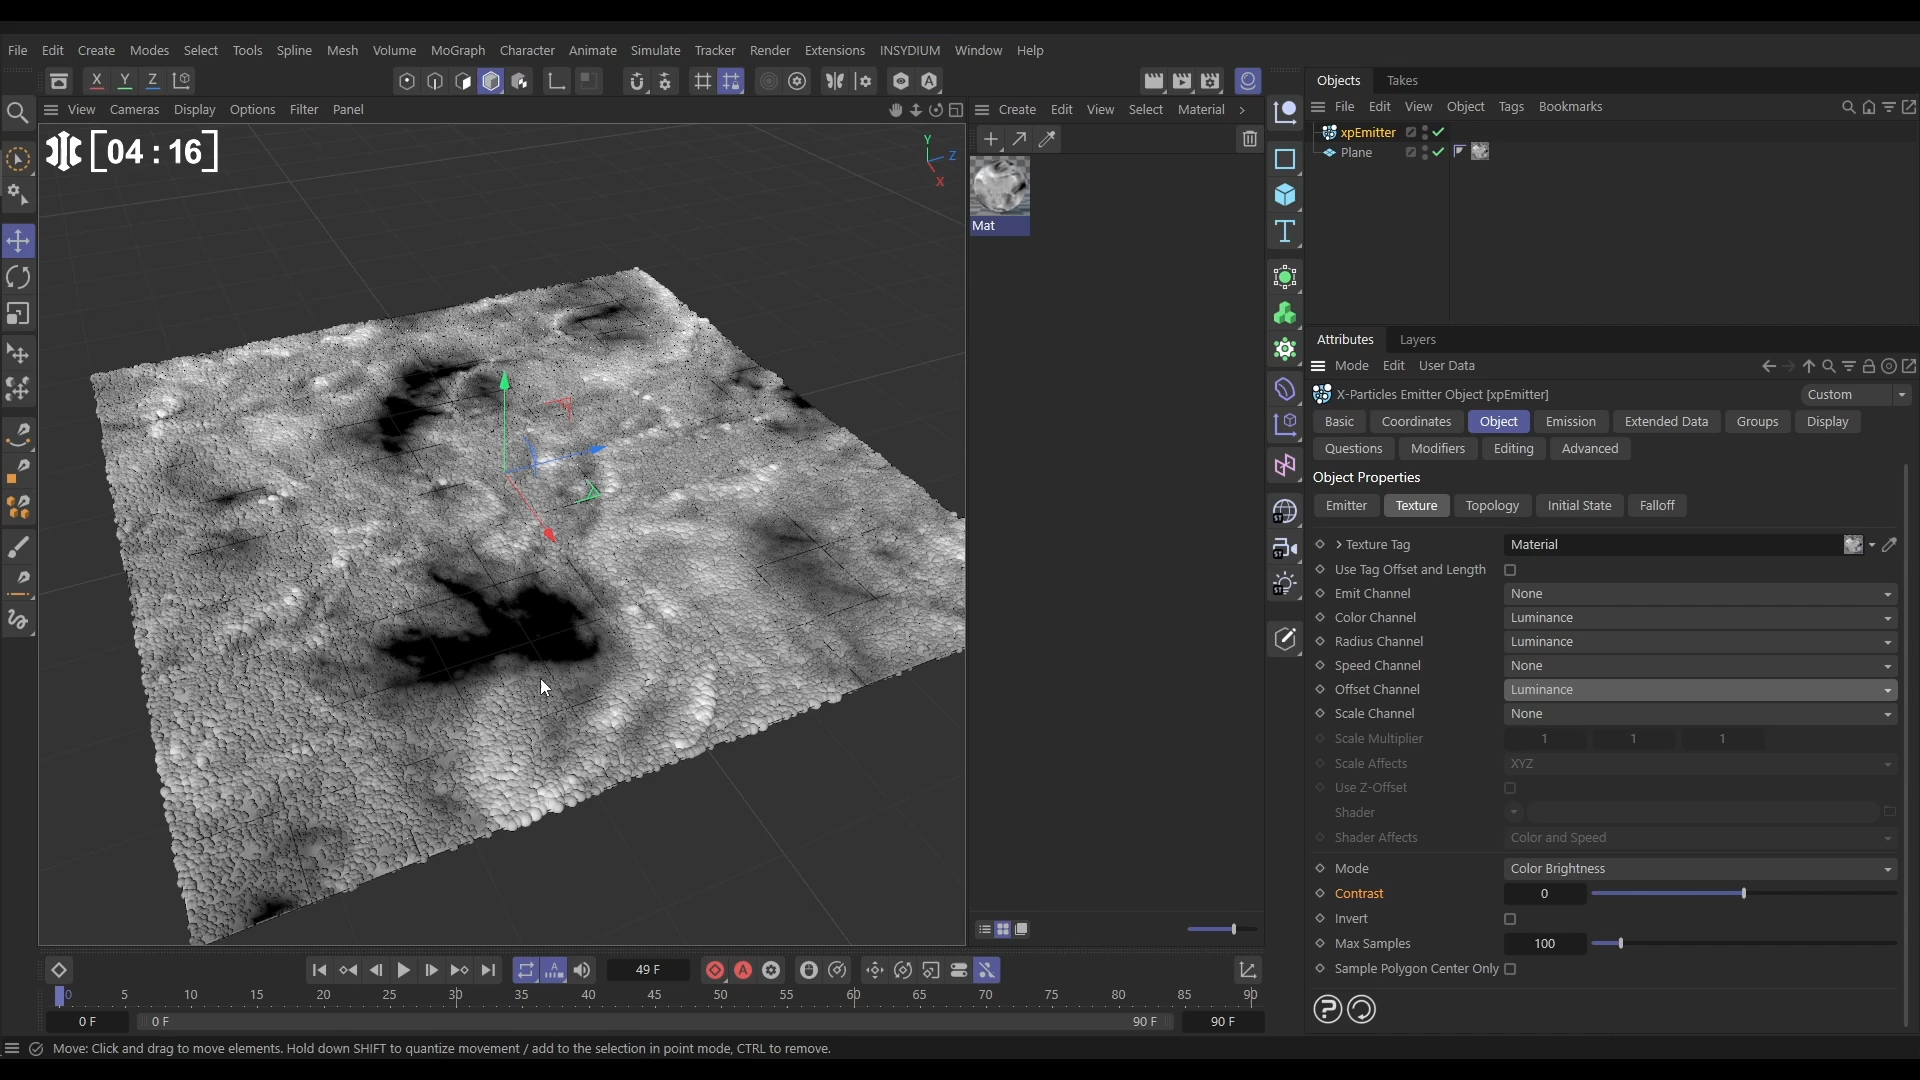 File Edit Create Modes Select Tools Spline Mesh Volume MoGraph Character Animate Simulate Tracker Render Extensions INSYDIUM Window Help
X Y Z
View Cameras Display Options Filter Panel
[04 : 16]
Y
Z
X
Create Edit View Select Material
Mat
Objects Takes
File Edit View Object Tags Bookmarks
xpEmitter
Plane
Attributes Layers
Mode Edit User Data
X-Particles Emitter Object [xpEmitter] Custom
Basic Coordinates Object Emission Extended Data Groups Display
Questions Modifiers Editing Advanced
Object Properties
Emitter Texture Topology Initial State Falloff
Texture Tag Material
Use Tag Offset and Length
Emit Channel None
Color Channel Luminance
Radius Channel Luminance
Speed Channel None
Offset Channel Luminance
Scale Channel None
Scale Multiplier 1 1 1
Scale Affects XYZ
Use Z-Offset
Shader
Shader Affects Color and Speed
Mode Color Brightness
Contrast 0
Invert
Max Samples 100
Sample Polygon Center Only
49 F
0 5 10 15 20 25 30 35 40 45 50 55 60 65 70 75 80 85 90
0 F 0 F 90 F 90 F
Move: Click and drag to move elements. Hold down SHIFT to quantize movement / add to the selection in point mode, CTRL to remove.